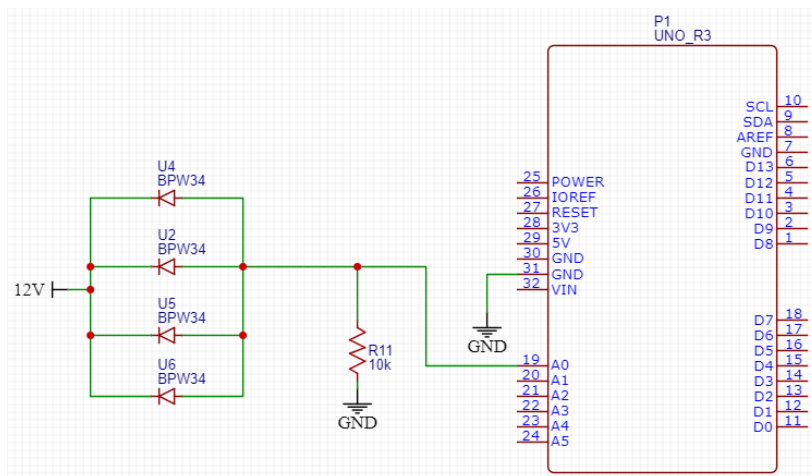 P1
UNO_R3
U4
BPW34
U2
BPW34
12V
U5
BPW34
U6
BPW34
R11
10k
GND
GND
25 POWER
26 IOREF
27 RESET
28 3V3
29 5V
30 GND
31 GND
32 VIN
19 A0
20 A1
21 A2
22 A3
23 A4
24 A5
SCL 10
SDA 9
AREF 8
GND 7
D13 6
D12 5
D11 4
D10 3
D9 2
D8 1
D7 18
D6 17
D5 16
D4 15
D3 14
D2 13
D1 12
D0 11